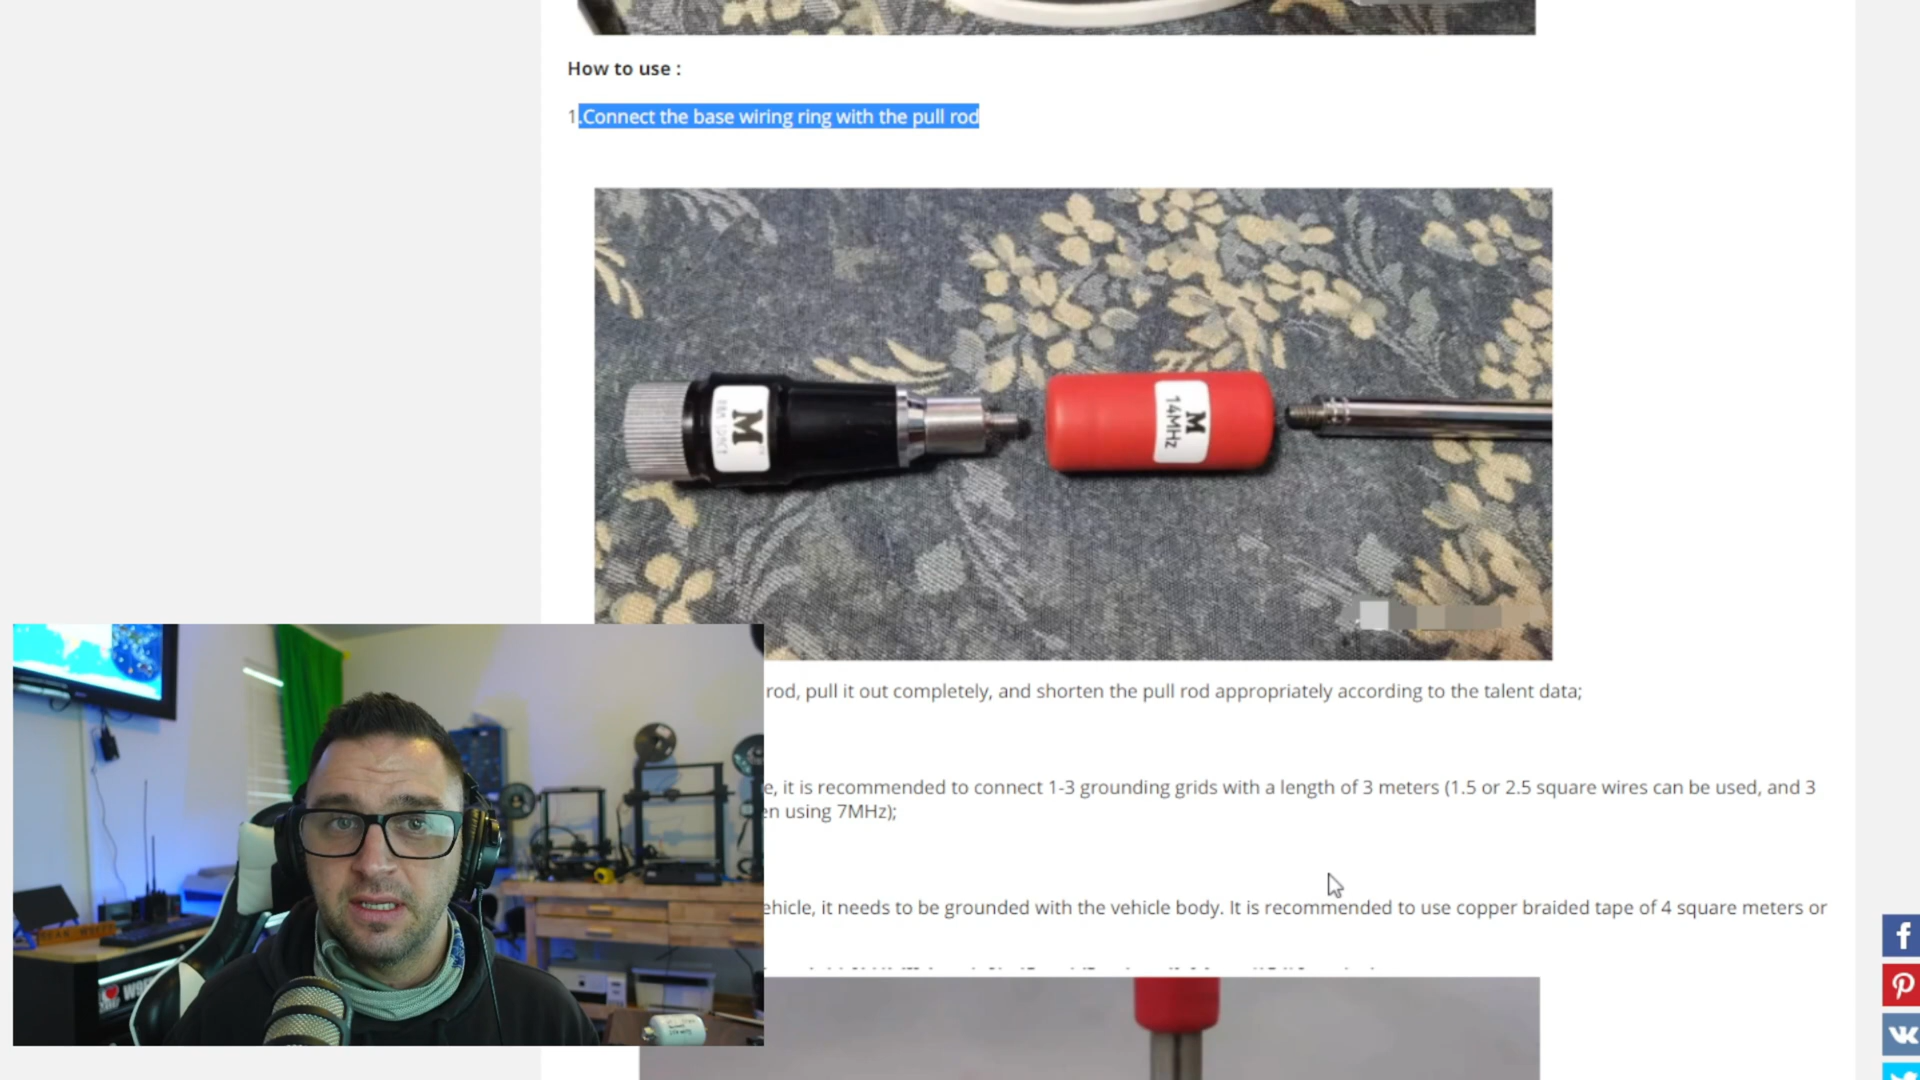 How to use :
1.Connect the base wiring ring with the pull rod
M
M
14MHz
rod, pull it out completely, and shorten the pull rod appropriately according to the talent data;
e, it is recommended to connect 1-3 grounding grids with a length of 3 meters (1.5 or 2.5 square wires can be used, and 3
en using 7MHz);
ehicle, it needs to be grounded with the vehicle body. It is recommended to use copper braided tape of 4 square meters or